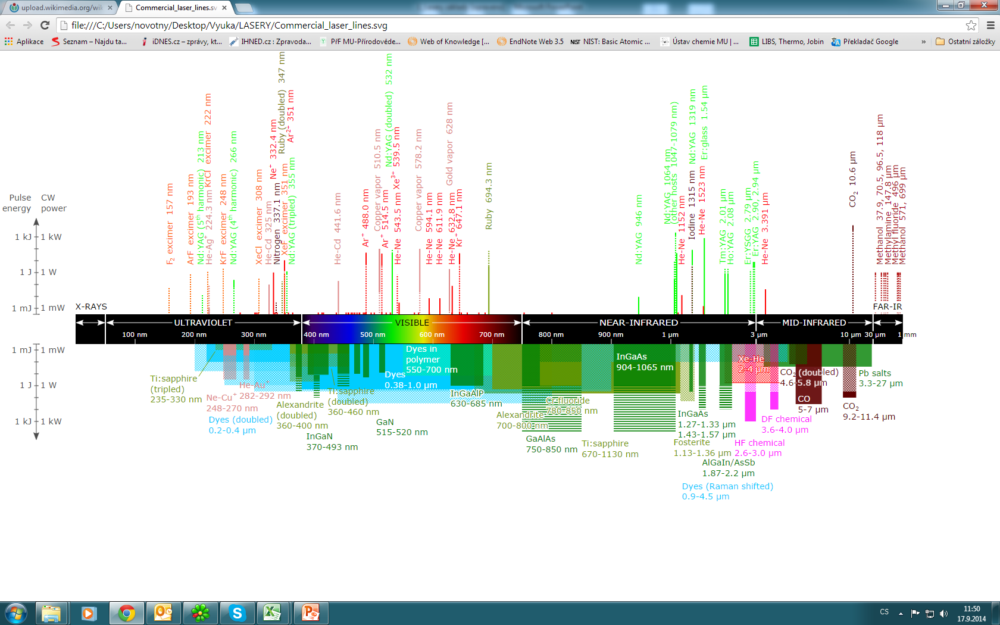 upload.wikimedia.org/wik
Commercial_laser_lines.sv
file:///C:/Users/novotny/Desktop/Vyuka/LASERY/Commercial_laser_lines.svg
Aplikace
Seznam – Najdu ta...
iDNES.cz – zprávy, kt...
IHNED.cz : Zpravoda...
PřF MU-Přírodověde...
Web of Knowledge [...
EndNote Web 3.5
NIST NIST: Basic Atomic ...
Ústav chemie MU | ...
LIBS, Thermo, Jobin
Překladač Google
»
Ostatní záložky
Pulse energy
CW power
1 kJ 1 kW
1 J 1 W
1 mJ 1 mW
F2 excimer 157 nm
ArF excimer 193 nm
Nd:YAG (5th harmonic) 213 nm
He-Ag+ 224.3 nm
KrCl excimer 222 nm
KrF excimer 248 nm
Nd:YAG (4th harmonic) 266 nm
XeCl excimer 308 nm
He-Cd 325 nm
Ne+ 332.4 nm
Nitrogen 337.1 nm
Ruby (doubled) 347 nm
XeF excimer 351 nm
Ar2+ 351 nm
Nd:YAG (tripled) 355 nm
He-Cd 441.6 nm
Ar+ 488.0 nm
Copper vapor 510.5 nm
Ar+ 514.5 nm
Nd:YAG (doubled) 532 nm
Xe3+ 539.5 nm
He-Ne 543.5 nm
Copper vapor 578.2 nm
He-Ne 594.1 nm
He-Ne 611.9 nm
Gold vapor 628 nm
He-Ne 632.8 nm
Kr+ 647.1 nm
Ruby 694.3 nm
Nd:YAG 946 nm
Nd:YAG 1064 nm
(other hosts 1047-1079 nm)
He-Ne 1152 nm
Iodine 1315 nm
Nd:YAG 1319 nm
He-Ne 1523 nm
Er:glass 1.54 µm
Tm:YAG 2.01 µm
Ho:YAG 2.08 µm
Er:YSGG 2.79 µm
Er:YAG 2.90, 2.94 µm
He-Ne 3.391 µm
CO2 10.6 µm
Methanol 37.9, 70.5, 96.5, 118 µm
Methylamine 147.8 µm
Methyl fluoride 496 µm
Methanol 571, 699 µm
X-RAYS
FAR-IR
ULTRAVIOLET
VISIBLE
NEAR-INFRARED
MID-INFRARED
100 nm
200 nm
300 nm
400 nm
500 nm
600 nm
700 nm
800 nm
900 nm
1 µm
3 µm
10 µm
30 µm
1 mm
1 mJ 1 mW
1 J 1 W
1 kJ 1 kW
Ti:sapphire
(tripled)
235-330 nm
Ne-Cu+
248-270 nm
He-Au+
282-292 nm
Dyes (doubled)
0.2-0.4 µm
Alexandrite
(doubled)
360-400 nm
InGaN
370-493 nm
Ti:sapphire
(doubled)
360-460 nm
GaN
515-520 nm
Dyes
0.38-1.0 µm
Dyes in
polymer
550-700 nm
InGaAlP
630-685 nm
Alexandrite
700-800 nm
Cr fluoride
780-850 nm
GaAlAs
750-850 nm
Ti:sapphire
670-1130 nm
InGaAs
904-1065 nm
InGaAs
1.27-1.33 µm
1.43-1.57 µm
Fosterite
1.13-1.36 µm
AlGaIn/AsSb
1.87-2.2 µm
Dyes (Raman shifted)
0.9-4.5 µm
Xe-He
2-4 µm
HF chemical
2.6-3.0 µm
DF chemical
3.6-4.0 µm
CO2 (doubled)
4.6-5.8 µm
CO
5-7 µm
CO2
9.2-11.4 µm
Pb salts
3.3-27 µm
CS
11:50
17.9.2014